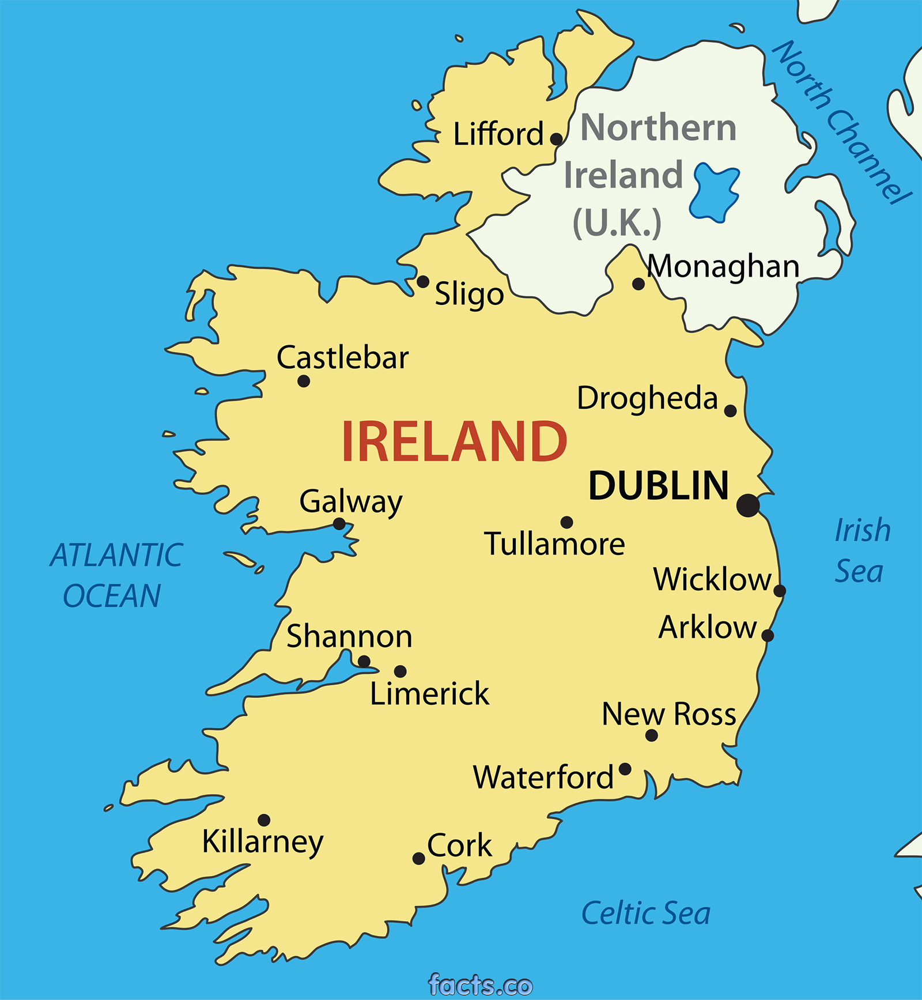 North Channel
Lifford
Northern
Ireland
(U.K.)
Monaghan
Sligo
Castlebar
Drogheda
IRELAND
DUBLIN
Galway
Tullamore
Irish
Sea
ATLANTIC
OCEAN
Wicklow
Arklow
Shannon
Limerick
New Ross
Waterford
Killarney
Cork
Celtic Sea
facts.co